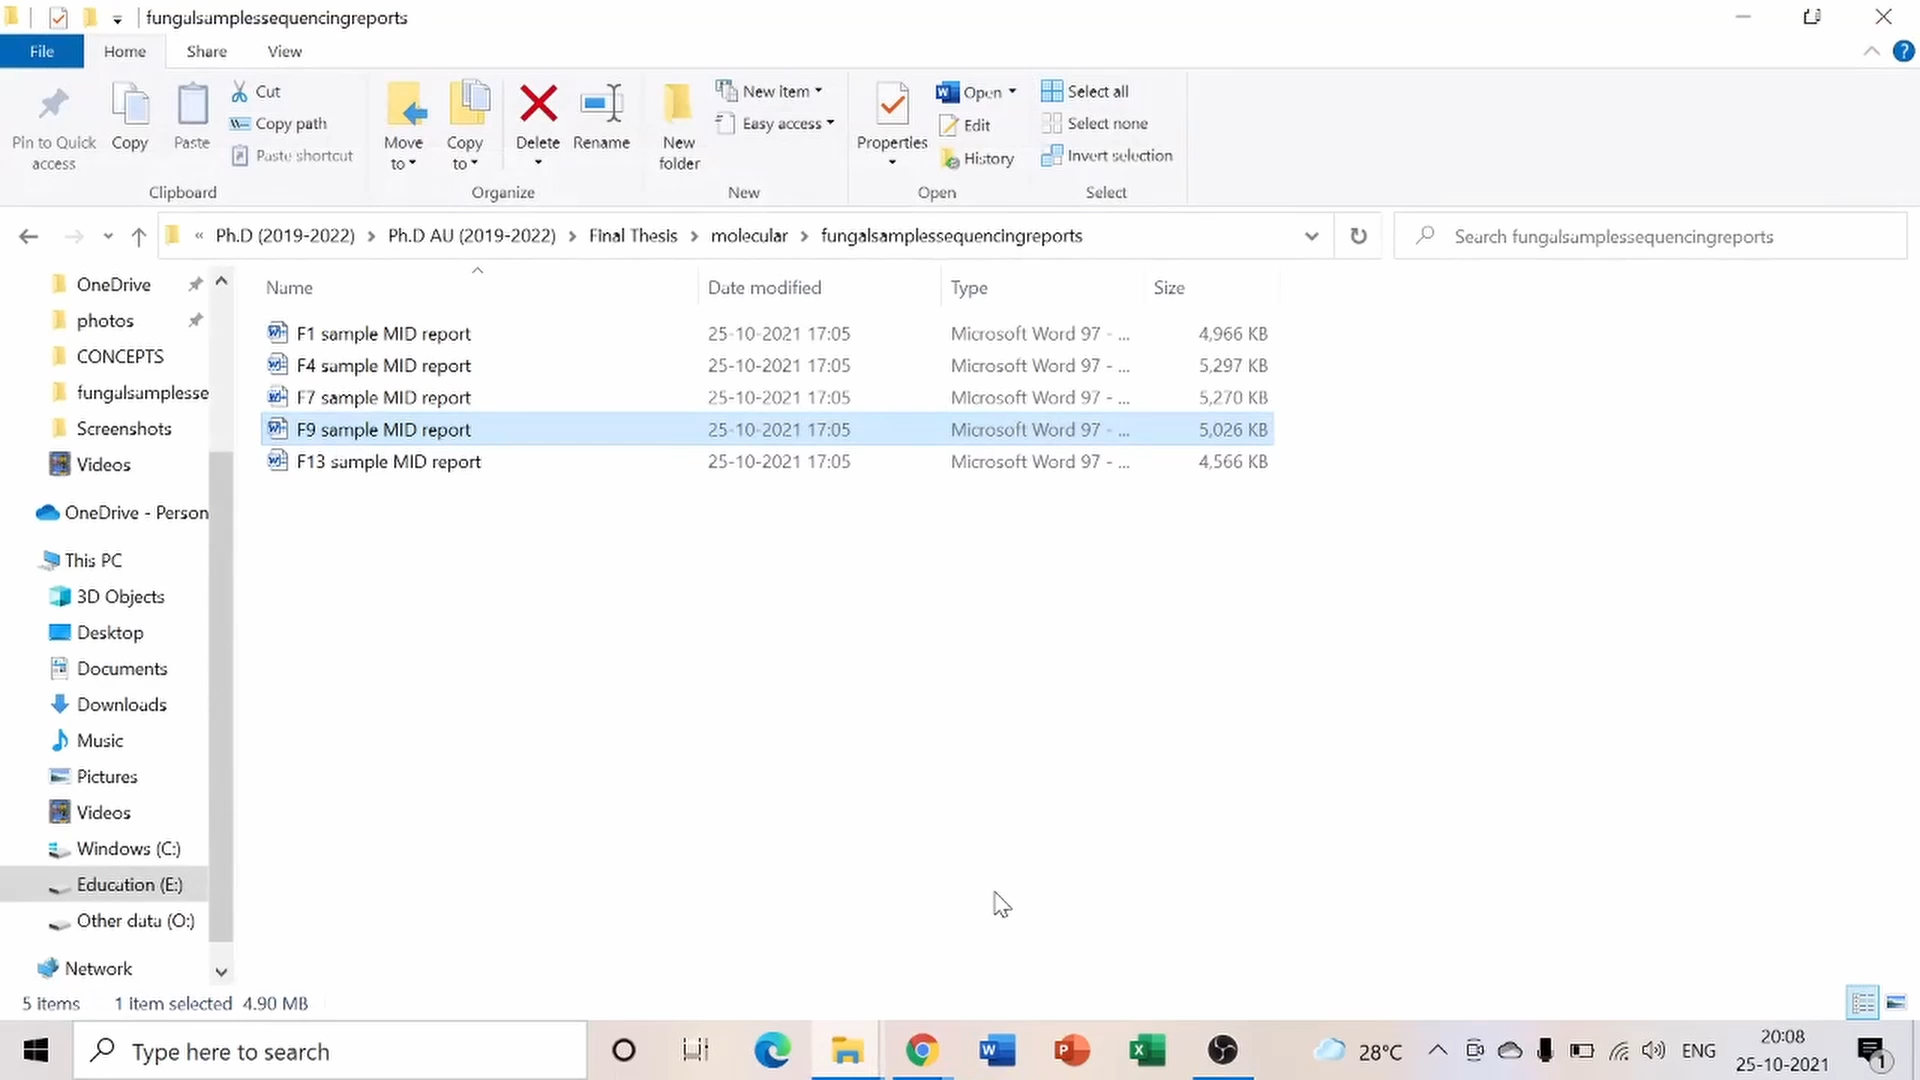 fungalsamplessequencingreports
File Home Share View
Pin to Quick access
Copy
Paste
Cut
Copy path
Paste shortcut
Clipboard
Move to
Copy to
Delete
Rename
Organize
New folder
New item
Easy access
New
Properties
Open
Edit
History
Open
Select all
Select none
Invert selection
Select
« Ph.D (2019-2022) > Ph.D AU (2019-2022) > Final Thesis > molecular > fungalsamplessequencingreports
Search fungalsamplessequencingreports
OneDrive
photos
CONCEPTS
fungalsamplesse
Screenshots
Videos
OneDrive - Person
This PC
3D Objects
Desktop
Documents
Downloads
Music
Pictures
Videos
Windows (C:)
Education (E:)
Other data (O:)
Network
Name Date modified Type Size
F1 sample MID report 25-10-2021 17:05 Microsoft Word 97 - ... 4,966 KB
F4 sample MID report 25-10-2021 17:05 Microsoft Word 97 - ... 5,297 KB
F7 sample MID report 25-10-2021 17:05 Microsoft Word 97 - ... 5,270 KB
F9 sample MID report 25-10-2021 17:05 Microsoft Word 97 - ... 5,026 KB
F13 sample MID report 25-10-2021 17:05 Microsoft Word 97 - ... 4,566 KB
5 items 1 item selected 4.90 MB
Type here to search
28°C
ENG
20:08
25-10-2021
1